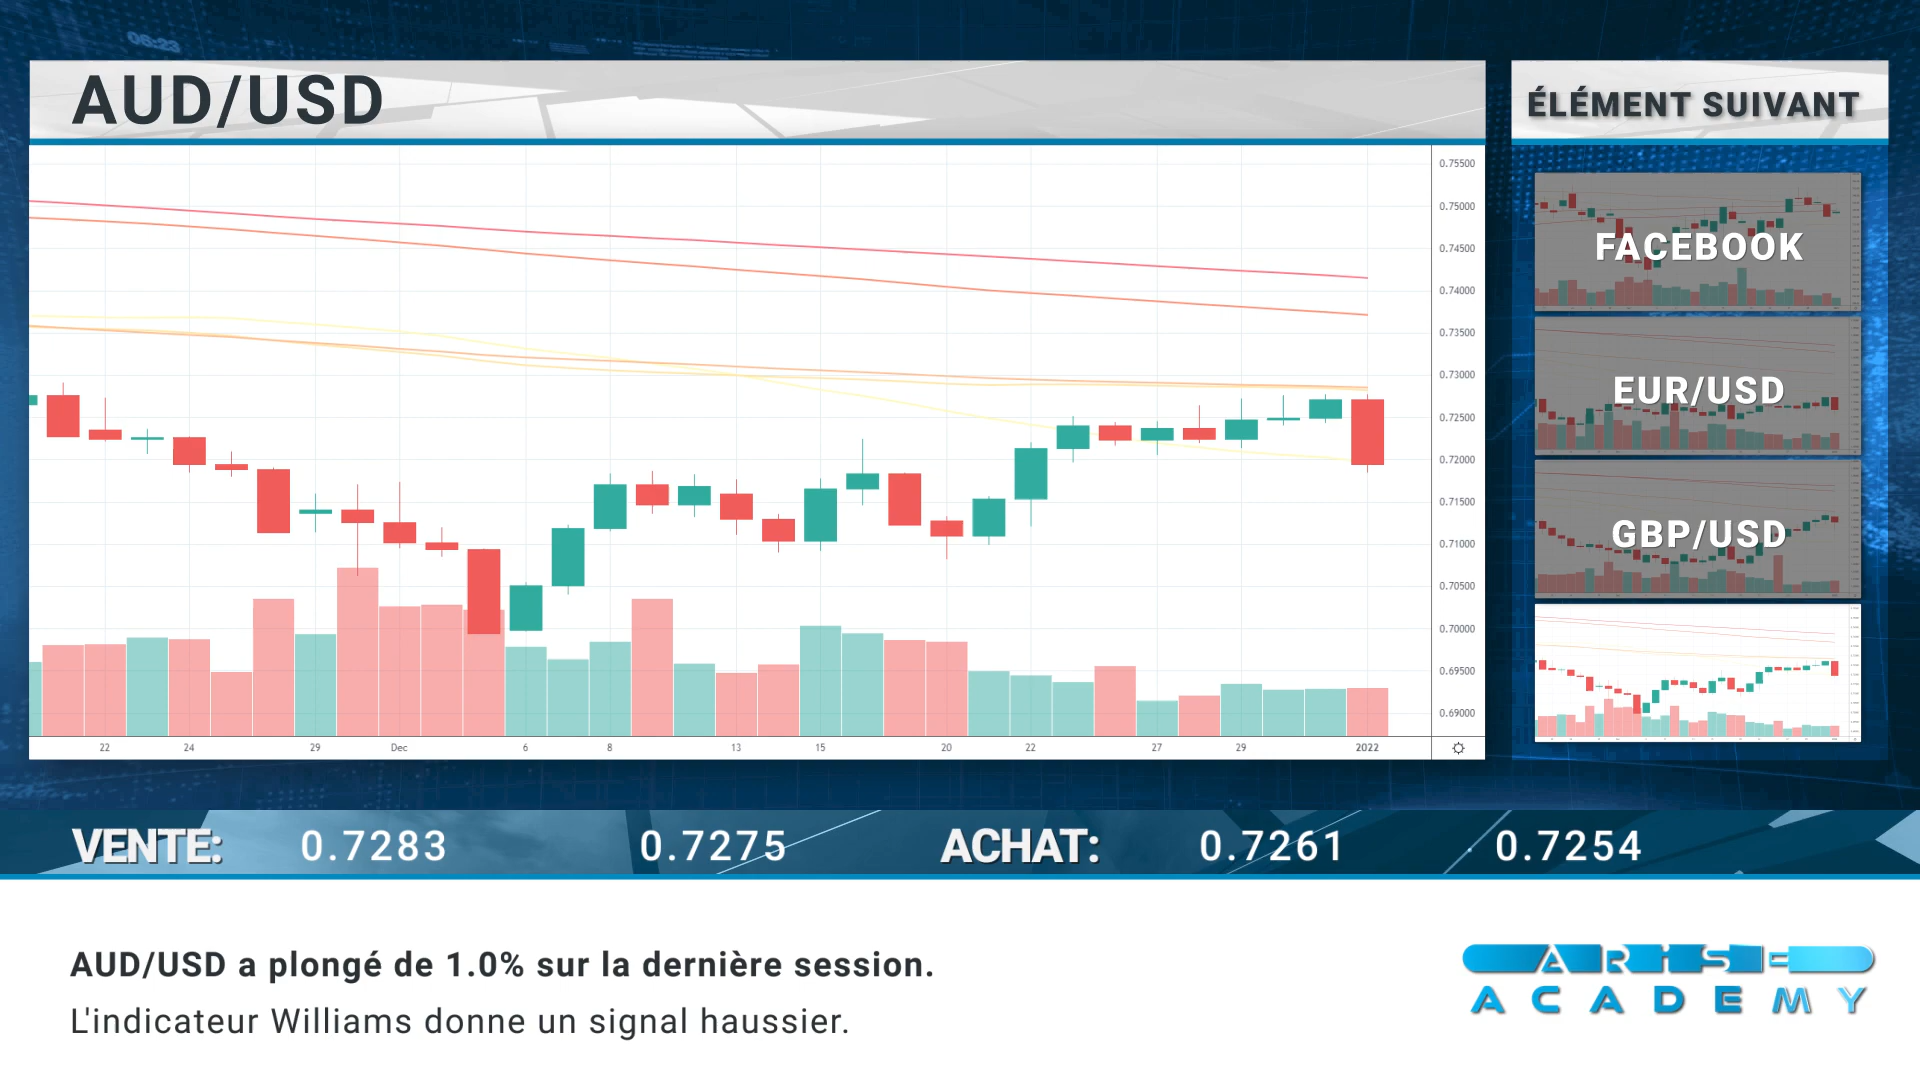 06:23
AUD/USD
ÉLÉMENT SUIVANT
0.75500
0.75000
0.74500
0.74000
0.73500
0.73000
0.72500
0.72000
0.71500
0.71000
0.70500
0.70000
0.69500
0.69000
22 24 29 Dec 6 8 13 15 20 22 27 29 2022
FACEBOOK
EUR/USD
GBP/USD
VENTE: 0.7283 0.7275 ACHAT: 0.7261 0.7254
AUD/USD a plongé de 1.0% sur la dernière session.
L'indicateur Williams donne un signal haussier.
ARISE
ACADEMY